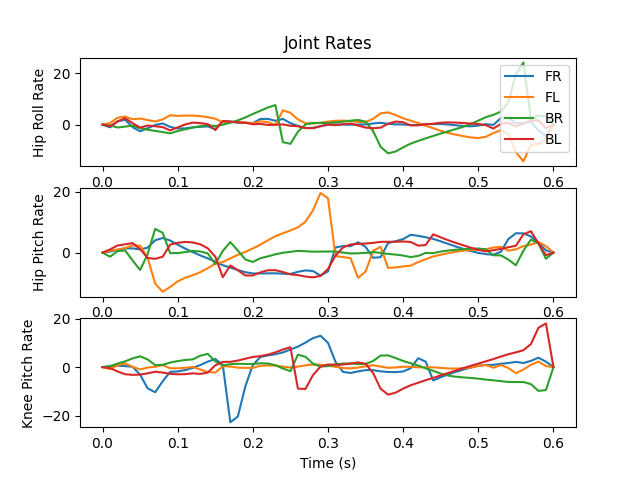 Joint Rates
Hip Roll Rate
20
0
FR
FL
BR
BL
0.0 0.1 0.2 0.3 0.4 0.5 0.6
Hip Pitch Rate
20
0
0.0 0.1 0.2 0.3 0.4 0.5 0.6
Knee Pitch Rate
20
0
−20
0.0 0.1 0.2 0.3 0.4 0.5 0.6
Time (s)